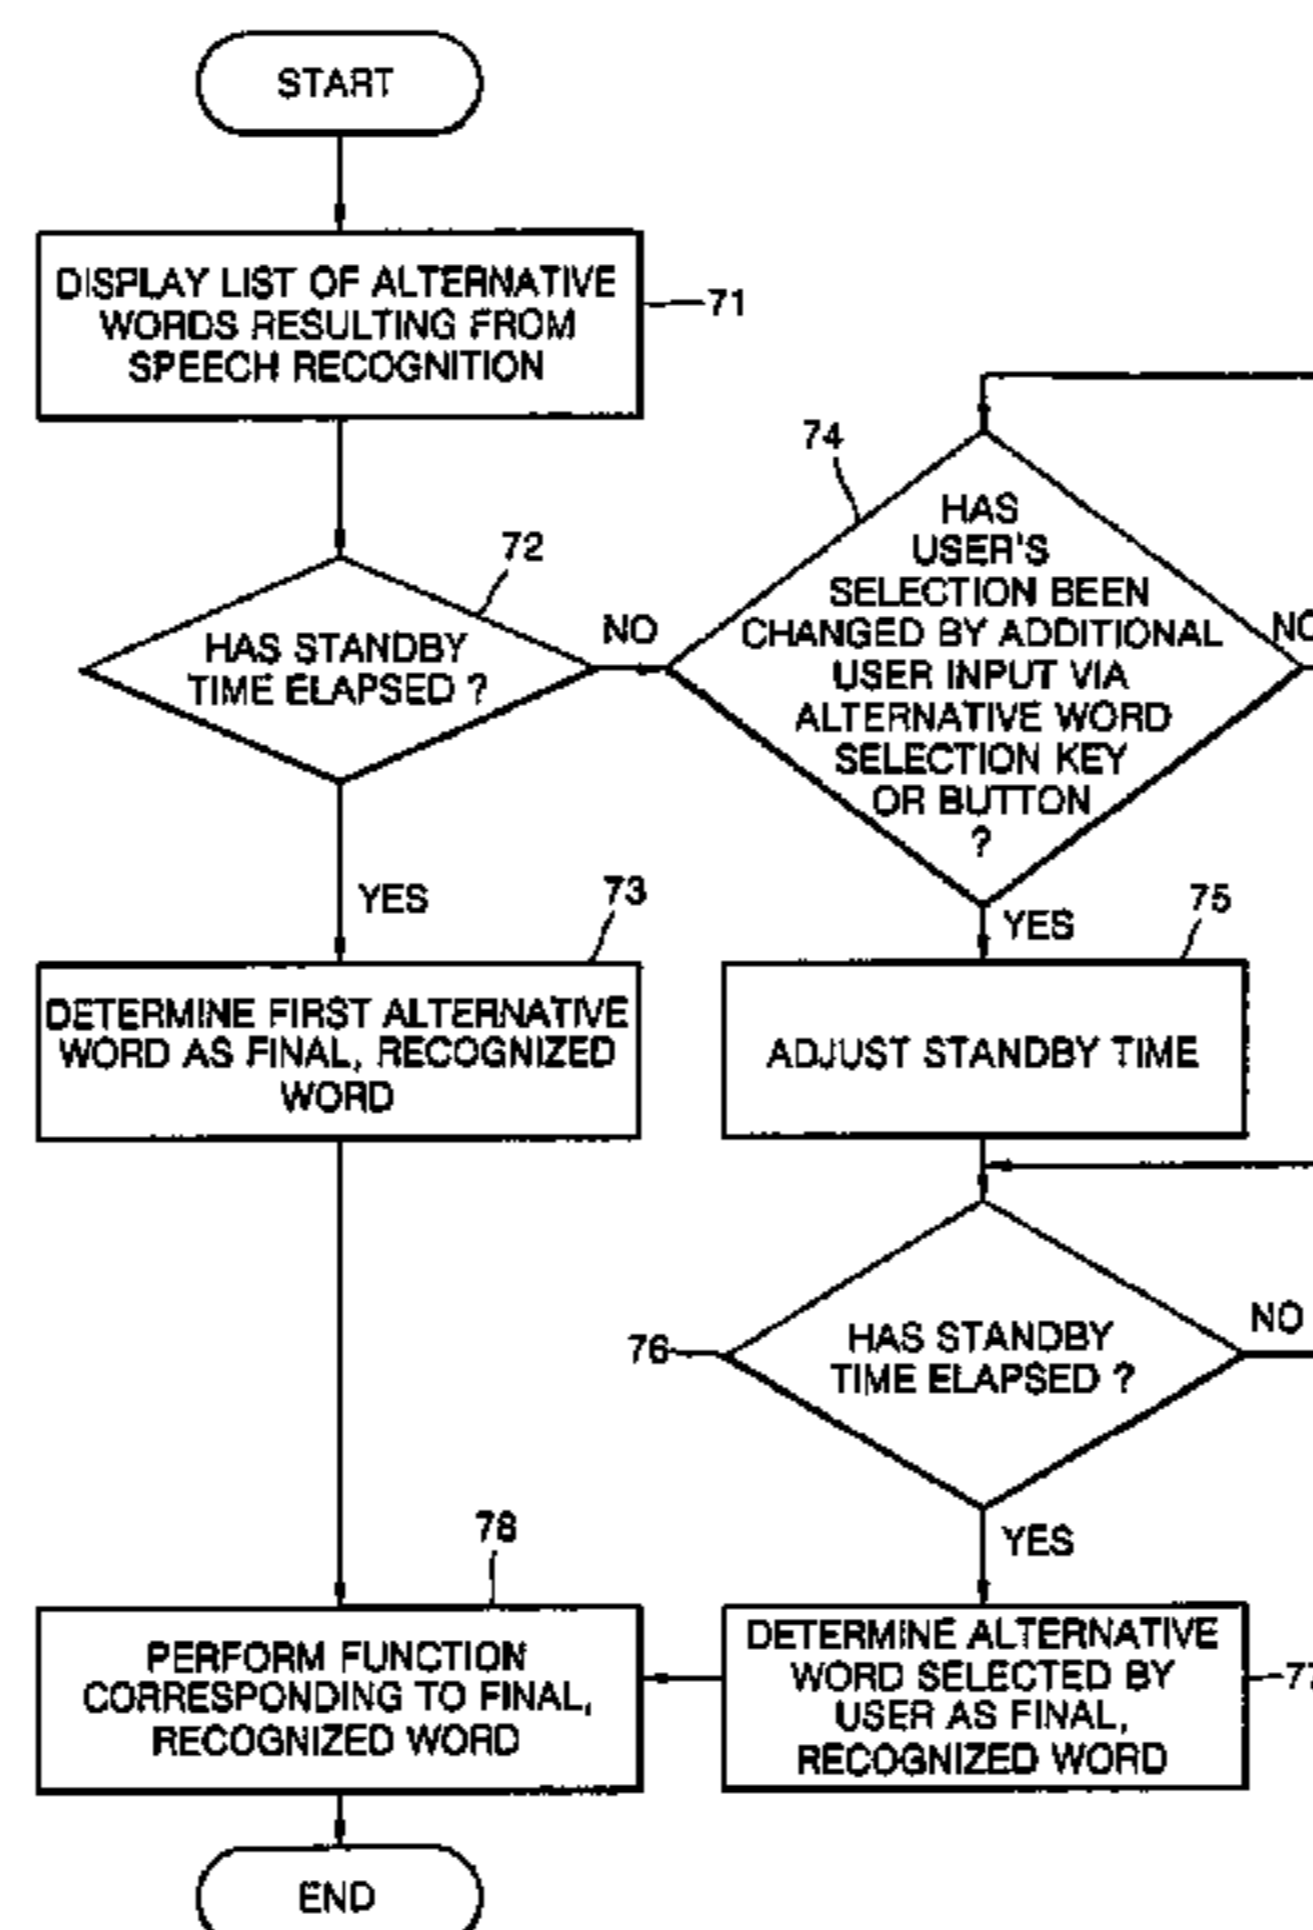 START
DISPLAY LIST OF ALTERNATIVE
WORDS RESULTING FROM
SPEECH RECOGNITION
71
74
HAS
USER'S
SELECTION BEEN
CHANGED BY ADDITIONAL
USER INPUT VIA
ALTERNATIVE WORD
SELECTION KEY
OR BUTTON
?
72
HAS STANDBY
TIME ELAPSED ?
NO
NO
YES
73
DETERMINE FIRST ALTERNATIVE
WORD AS FINAL, RECOGNIZED
WORD
YES
75
ADJUST STANDBY TIME
76
HAS STANDBY
TIME ELAPSED ?
NO
YES
78
PERFORM FUNCTION
CORRESPONDING TO FINAL,
RECOGNIZED WORD
DETERMINE ALTERNATIVE
WORD SELECTED BY
USER AS FINAL,
RECOGNIZED WORD
77
END